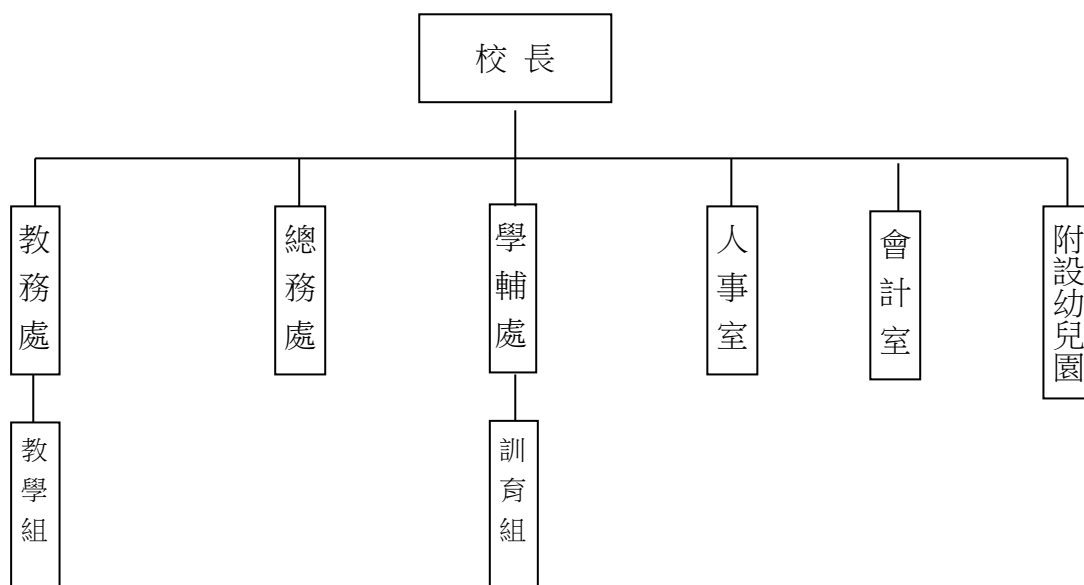 校長
教務處
總務處
學輔處
人事室
會計室
附設幼兒園
教學組
訓育組